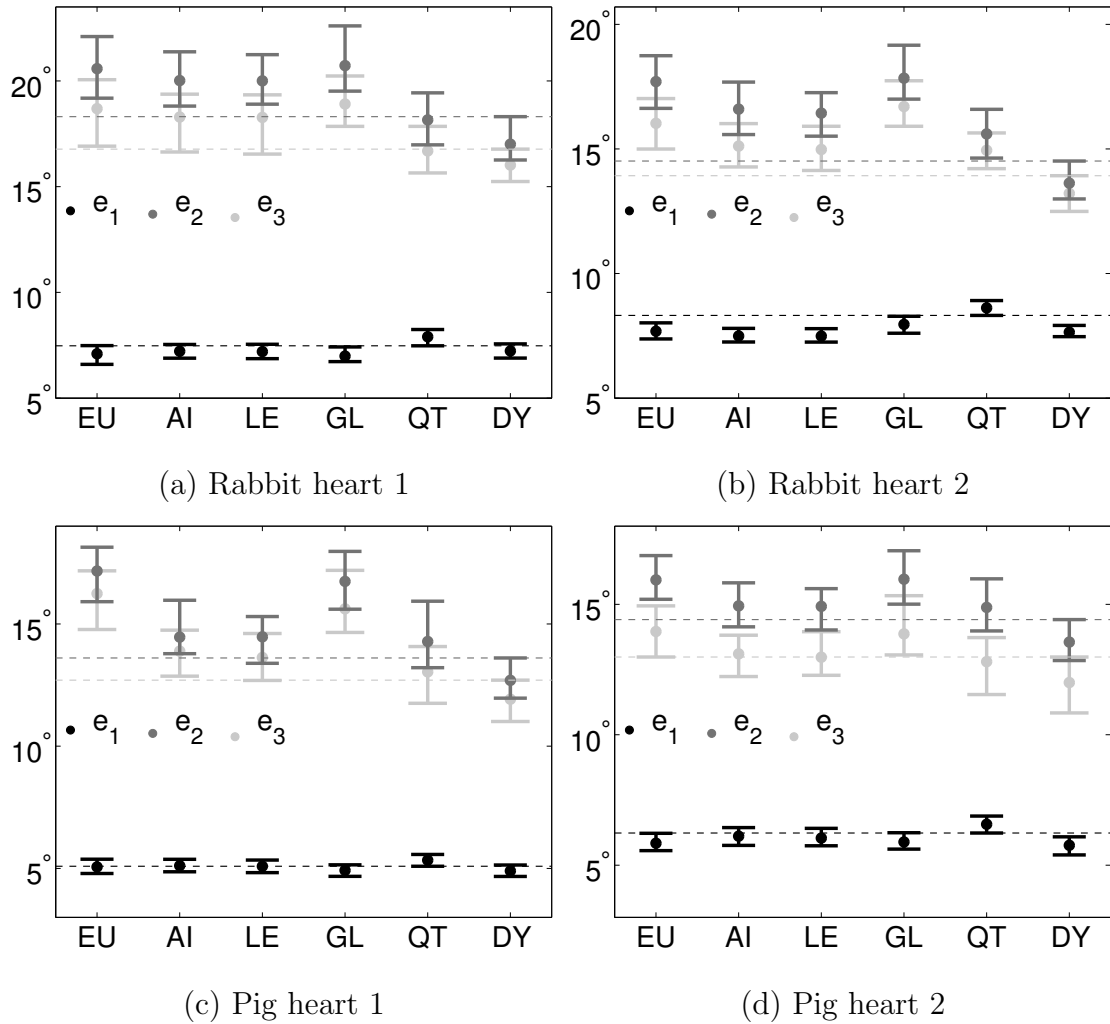 20°
15°
10°
5°
e₁ e₂ e₃
EU AI LE GL QT DY
(a) Rabbit heart 1
20°
15°
10°
5°
e₁ e₂ e₃
EU AI LE GL QT DY
(b) Rabbit heart 2
15°
10°
5°
e₁ e₂ e₃
EU AI LE GL QT DY
(c) Pig heart 1
15°
10°
5°
e₁ e₂ e₃
EU AI LE GL QT DY
(d) Pig heart 2